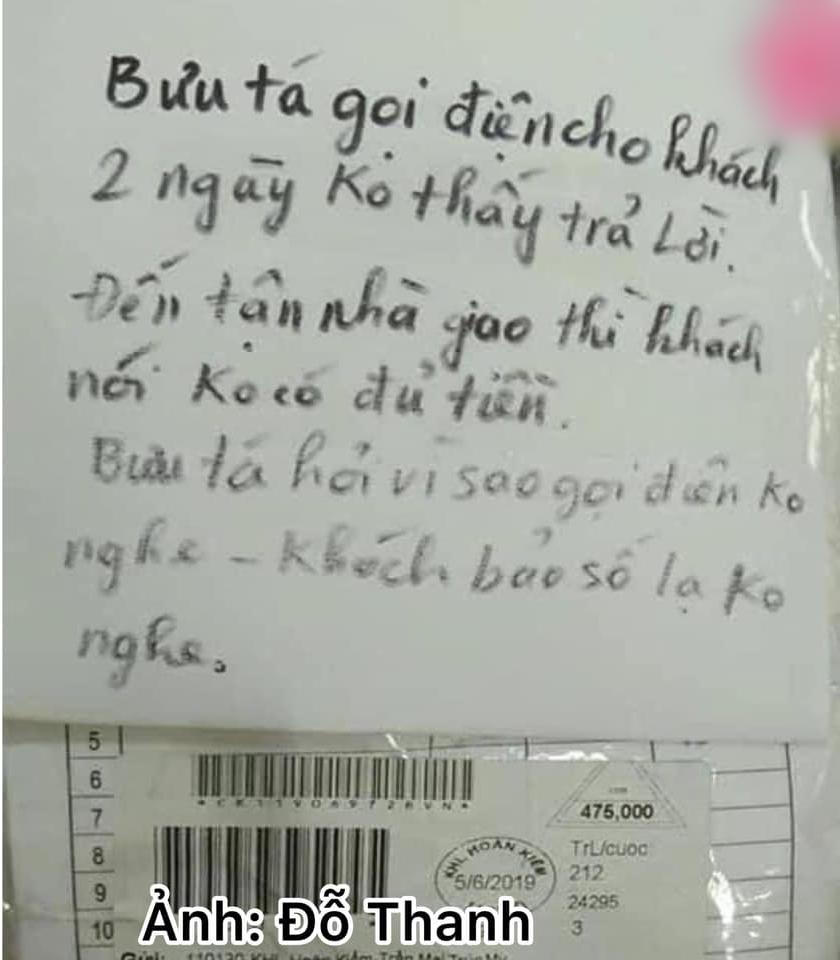 Bưu tá gọi điện cho khách
2 ngày Ko thấy trả Lời.
Đến tận nhà giao thì khách
nói Ko có đủ tiền.
Bưu tá hỏi vì sao gọi điện Ko
nghe - Khách bảo số lạ Ko
nghe.
5
6
7
8
9
10
475,000
TrL/cuoc
212
24295
3
KHL HOÀN KIẾM
5/6/2019
Ảnh: Đỗ Thanh